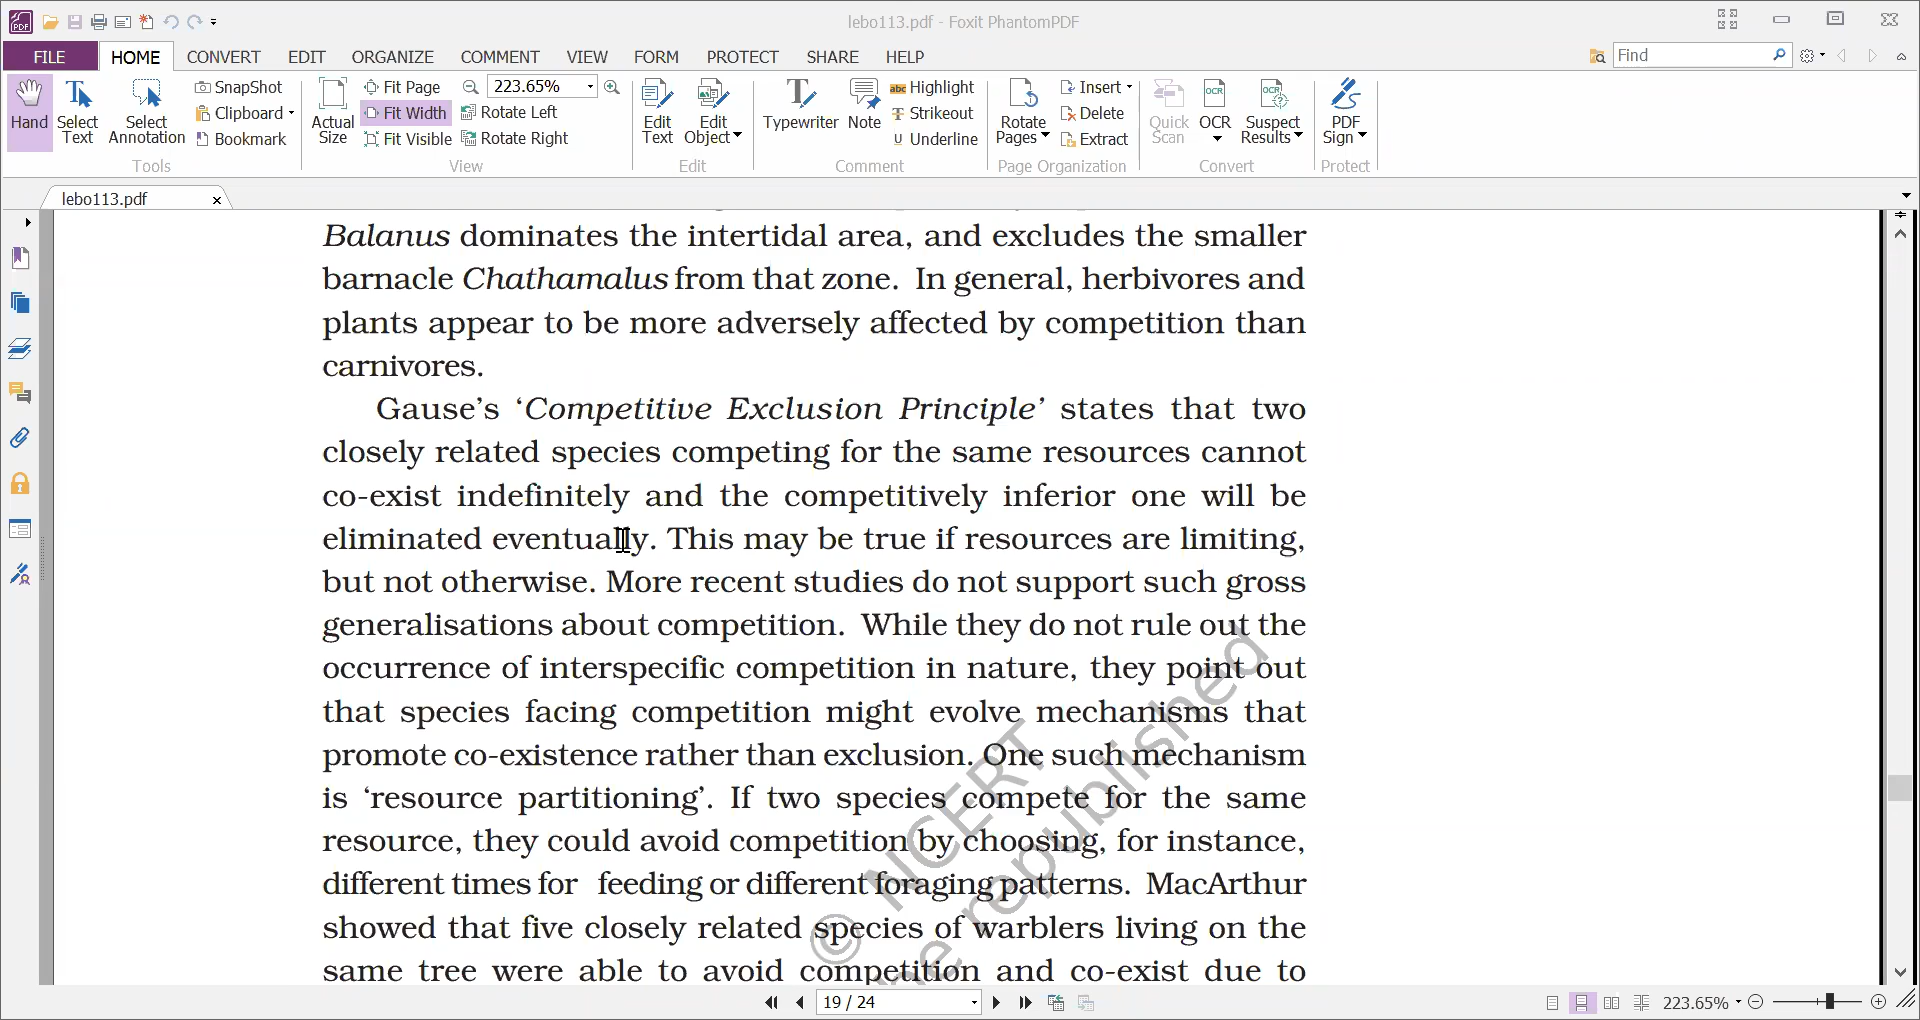 lebo113.pdf - Foxit PhantomPDF
FILE HOME CONVERT EDIT ORGANIZE COMMENT VIEW FORM PROTECT SHARE HELP Find
Hand
Select Text
Select Annotation
SnapShot
Clipboard
Bookmark
Tools
Actual Size
Fit Page
Fit Width
Fit Visible
223.65%
Rotate Left
Rotate Right
View
Edit Text
Edit Object
Edit
Typewriter
Note
abc Highlight
T Strikeout
U Underline
Comment
Rotate Pages
Insert
Delete
Extract
Page Organization
Quick Scan
OCR OCR
OCR Suspect Results
Convert
PDF Sign
Protect
lebo113.pdf
Balanus dominates the intertidal area, and excludes the smaller
barnacle Chathamalus from that zone. In general, herbivores and
plants appear to be more adversely affected by competition than
carnivores.
Gause's ‘Competitive Exclusion Principle’ states that two
closely related species competing for the same resources cannot
co-exist indefinitely and the competitively inferior one will be
eliminated eventually. This may be true if resources are limiting,
but not otherwise. More recent studies do not support such gross
generalisations about competition. While they do not rule out the
occurrence of interspecific competition in nature, they point out
that species facing competition might evolve mechanisms that
promote co-existence rather than exclusion. One such mechanism
is ‘resource partitioning’. If two species compete for the same
resource, they could avoid competition by choosing, for instance,
different times for feeding or different foraging patterns. MacArthur
showed that five closely related species of warblers living on the
same tree were able to avoid competition and co-exist due to
© NCERT
republished
19 / 24
223.65%